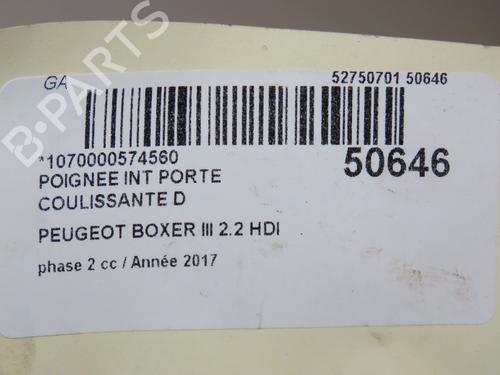 GA
52750701 50646
*1070000574560
50646
POIGNEE INT PORTE
COULISSANTE D
PEUGEOT BOXER III 2.2 HDI
phase 2 cc / Année 2017
B-PARTS